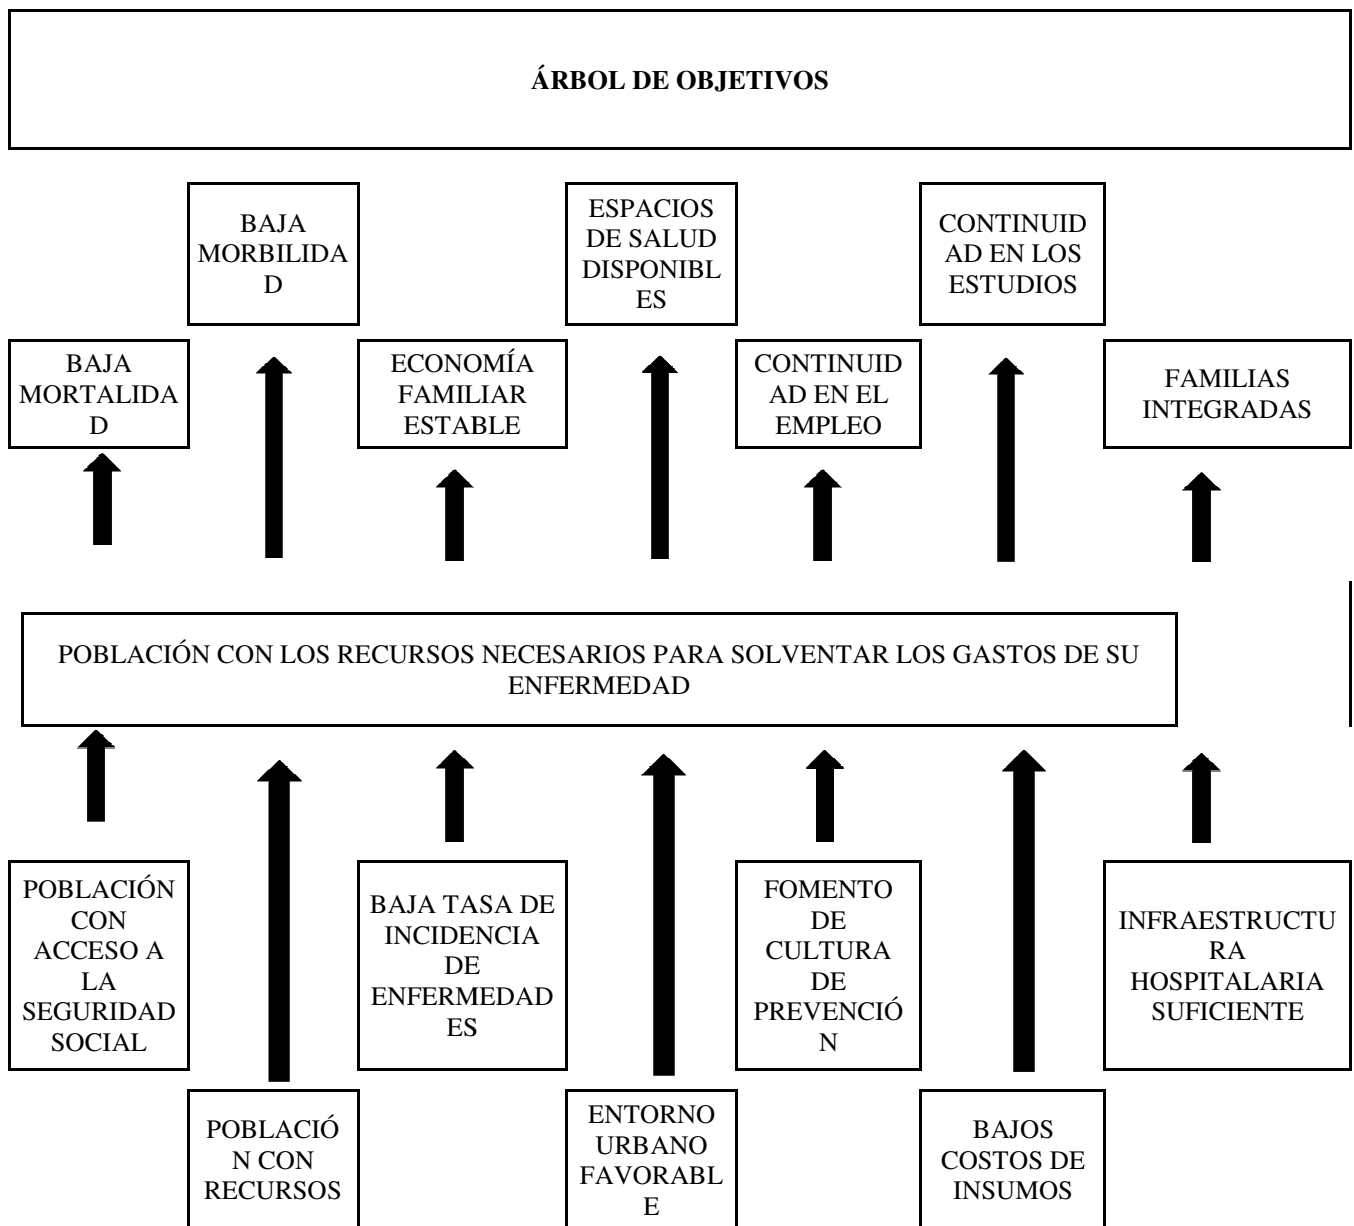 ÁRBOL DE OBJETIVOS
BAJA
MORBILIDA
D
ESPACIOS
DE SALUD
DISPONIBL
ES
CONTINUID
AD EN LOS
ESTUDIOS
BAJA
MORTALIDA
D
ECONOMÍA
FAMILIAR
ESTABLE
CONTINUID
AD EN EL
EMPLEO
FAMILIAS
INTEGRADAS
POBLACIÓN CON LOS RECURSOS NECESARIOS PARA SOLVENTAR LOS GASTOS DE SU
ENFERMEDAD
POBLACIÓN
CON
ACCESO A
LA
SEGURIDAD
SOCIAL
BAJA TASA DE
INCIDENCIA
DE
ENFERMEDAD
ES
FOMENTO
DE
CULTURA
DE
PREVENCIÓ
N
INFRAESTRUCTU
RA
HOSPITALARIA
SUFICIENTE
POBLACIÓ
N CON
RECURSOS
ENTORNO
URBANO
FAVORABL
E
BAJOS
COSTOS DE
INSUMOS